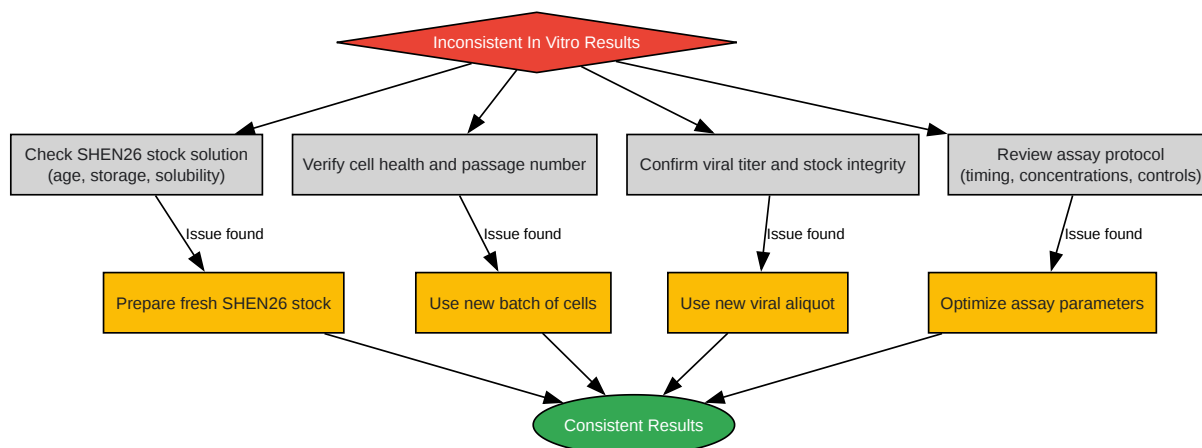 Inconsistent In Vitro Results
Check SHEN26 stock solution
(age, storage, solubility)
Verify cell health and passage number
Confirm viral titer and stock integrity
Review assay protocol
(timing, concentrations, controls)
Issue found
Issue found
Issue found
Issue found
Prepare fresh SHEN26 stock
Use new batch of cells
Use new viral aliquot
Optimize assay parameters
Consistent Results